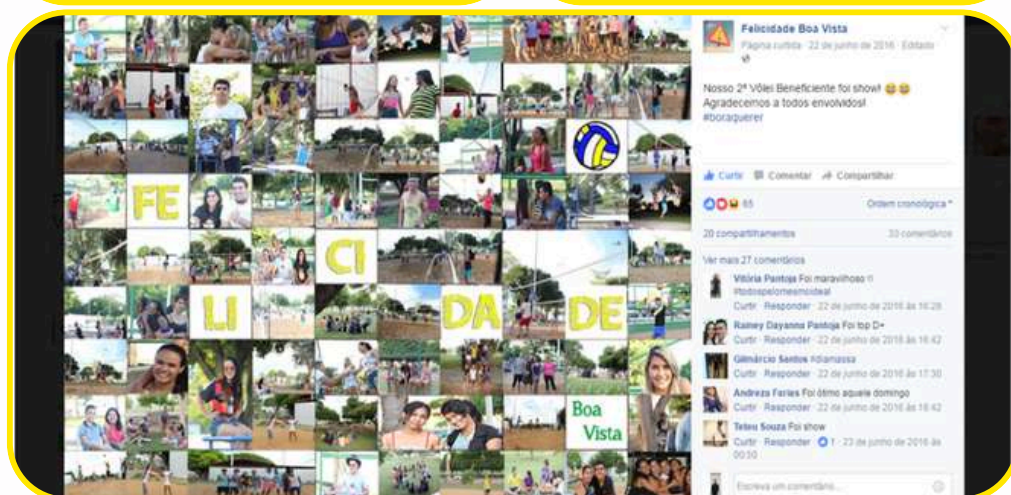 FE
CI
LI
DA
DE
Boa
Vista
Felicidade Boa Vista
Página curtida · 22 de junho de 2016 · Editado ·
Nosso 2º Vôlei Beneficiente foi show!
Agradecemos a todos envolvidos!
#boraquerer
Curtir Comentar Compartilhar
65 Ordem cronológica
20 compartilhamentos 33 comentários
Ver mais 27 comentários
Vitória Pantoja Foi maravilhoso
#todospelomesmoideal
Curtir · Responder · 22 de junho de 2016 às 16:28
Rainey Dayanna Pantoja Foi top D+
Curtir · Responder · 22 de junho de 2016 às 16:42
Gilmárcio Santos #diamassa
Curtir · Responder · 22 de junho de 2016 às 17:30
Andreza Farias Foi ótimo aquele domingo
Curtir · Responder · 22 de junho de 2016 às 18:42
Souza Foi show
Curtir · Responder · 1 · 23 de junho de 2016 às
00:50
Escreva um comentário...